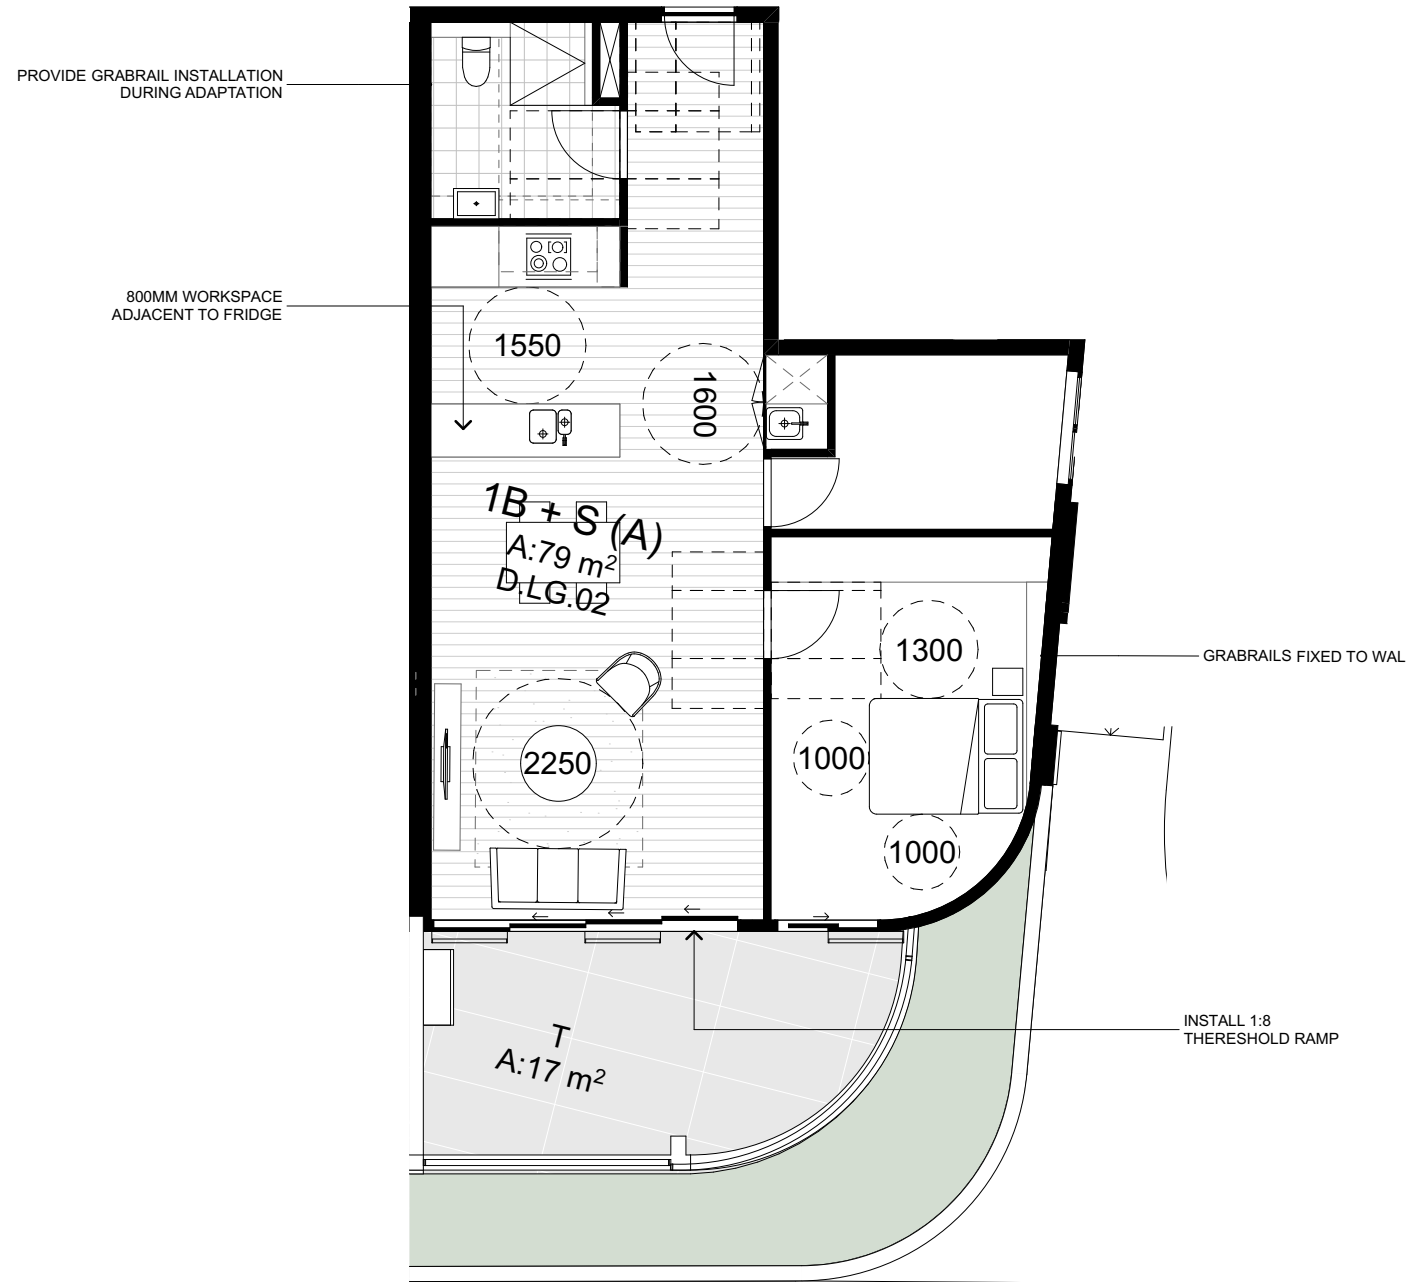 PROVIDE GRABRAIL INSTALLATION
DURING ADAPTATION
800MM WORKSPACE
ADJACENT TO FRIDGE
1550
1600
1B + S (A)
A:79 m²
D.LG.02
1300
GRABRAILS FIXED TO WAL
2250
1000
1000
INSTALL 1:8
THERESHOLD RAMP
T
A:17 m²